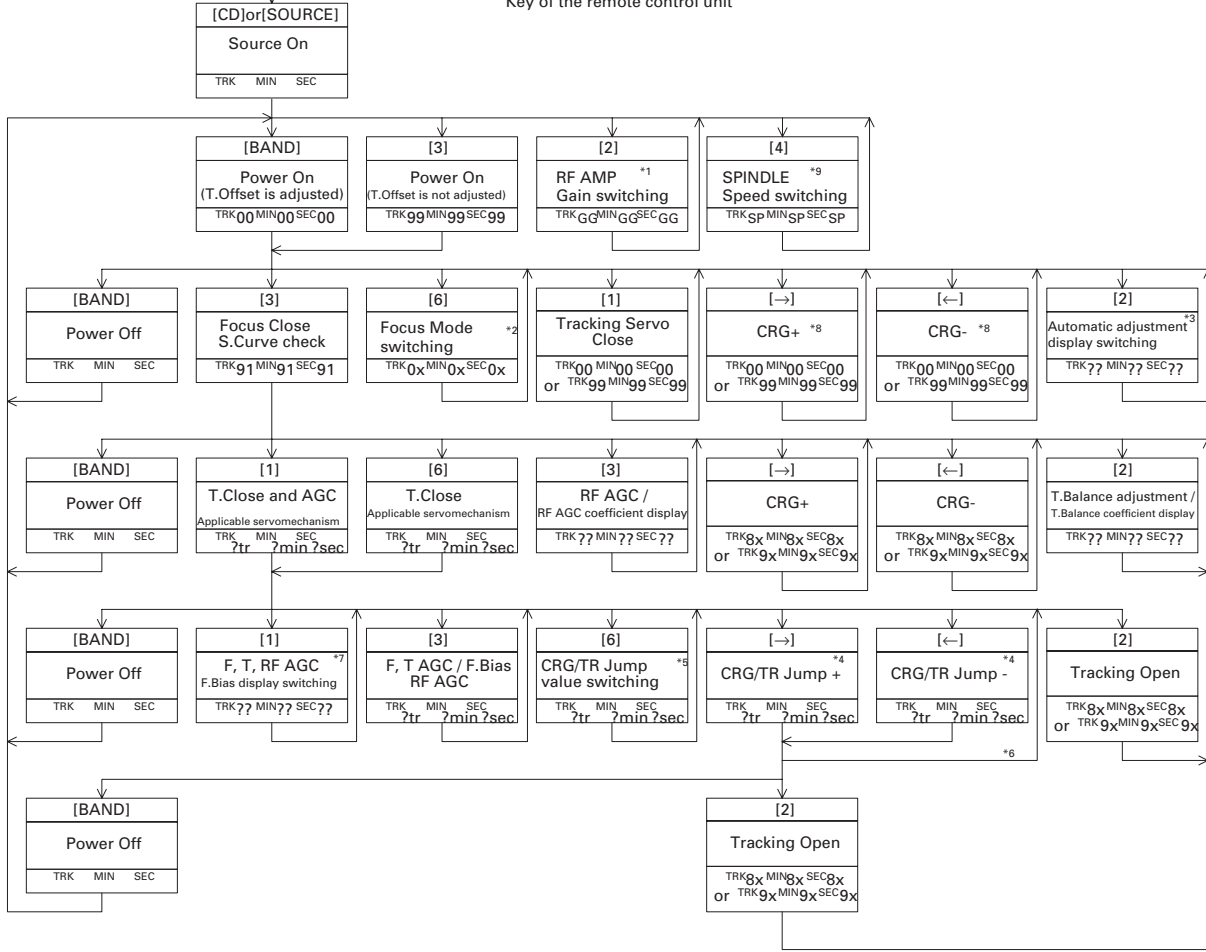 Key of the remote control unit
[CD]or[SOURCE]
Source On
TRK MIN SEC
[BAND]
Power On
(T.Offset is adjusted)
TRK00 MIN00 SEC00
[3]
Power On
(T.Offset is not adjusted)
TRK99 MIN99 SEC99
[2]
RF AMP *1
Gain switching
TRKGG MINGG SECGG
[4]
SPINDLE *9
Speed switching
TRKSP MINSP SECSP
[BAND]
Power Off
TRK MIN SEC
[3]
Focus Close
S.Curve check
TRK91 MIN91 SEC91
[6]
Focus Mode *2
switching
TRK0x MIN0x SEC0x
[1]
Tracking Servo
Close
TRK00 MIN00 SEC00
or TRK99 MIN99 SEC99
[→]
CRG+ *8
TRK00 MIN00 SEC00
or TRK99 MIN99 SEC99
[←]
CRG- *8
TRK00 MIN00 SEC00
or TRK99 MIN99 SEC99
[2]
Automatic adjustment *3
display switching
TRK?? MIN?? SEC??
[BAND]
Power Off
TRK MIN SEC
[1]
T.Close and AGC
Applicable servomechanism
TRK MIN SEC
?tr ?min ?sec
[6]
T.Close
Applicable servomechanism
TRK MIN SEC
?tr ?min ?sec
[3]
RF AGC /
RF AGC coefficient display
TRK?? MIN?? SEC??
[→]
CRG+
TRK8x MIN8x SEC8x
or TRK9x MIN9x SEC9x
[←]
CRG-
TRK8x MIN8x SEC8x
or TRK9x MIN9x SEC9x
[2]
T.Balance adjustment /
T.Balance coefficient display
TRK?? MIN?? SEC??
[BAND]
Power Off
TRK MIN SEC
[1]
F, T, RF AGC *7
F.Bias display switching
TRK?? MIN?? SEC??
[3]
F, T AGC / F.Bias
RF AGC
TRK MIN SEC
?tr ?min ?sec
[6]
CRG/TR Jump *5
value switching
TRK MIN SEC
?tr ?min ?sec
[→]
CRG/TR Jump + *4
TRK MIN SEC
?tr ?min ?sec
[←]
CRG/TR Jump - *4
TRK MIN SEC
?tr ?min ?sec
[2]
Tracking Open
TRK8x MIN8x SEC8x
or TRK9x MIN9x SEC9x
*6
[BAND]
Power Off
TRK MIN SEC
[2]
Tracking Open
TRK8x MIN8x SEC8x
or TRK9x MIN9x SEC9x